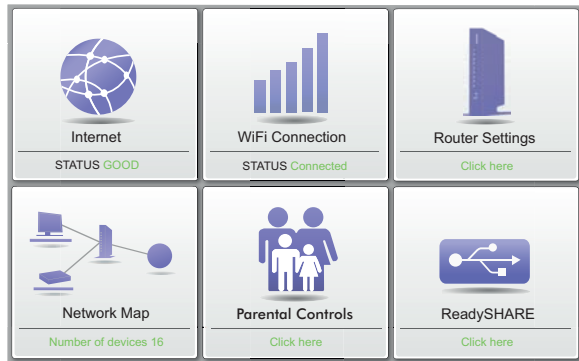 Internet
STATUS GOOD
WiFi Connection
STATUS Connected
Router Settings
Click here
Network Map
Number of devices 16
Parental Controls
Click here
ReadySHARE
Click here